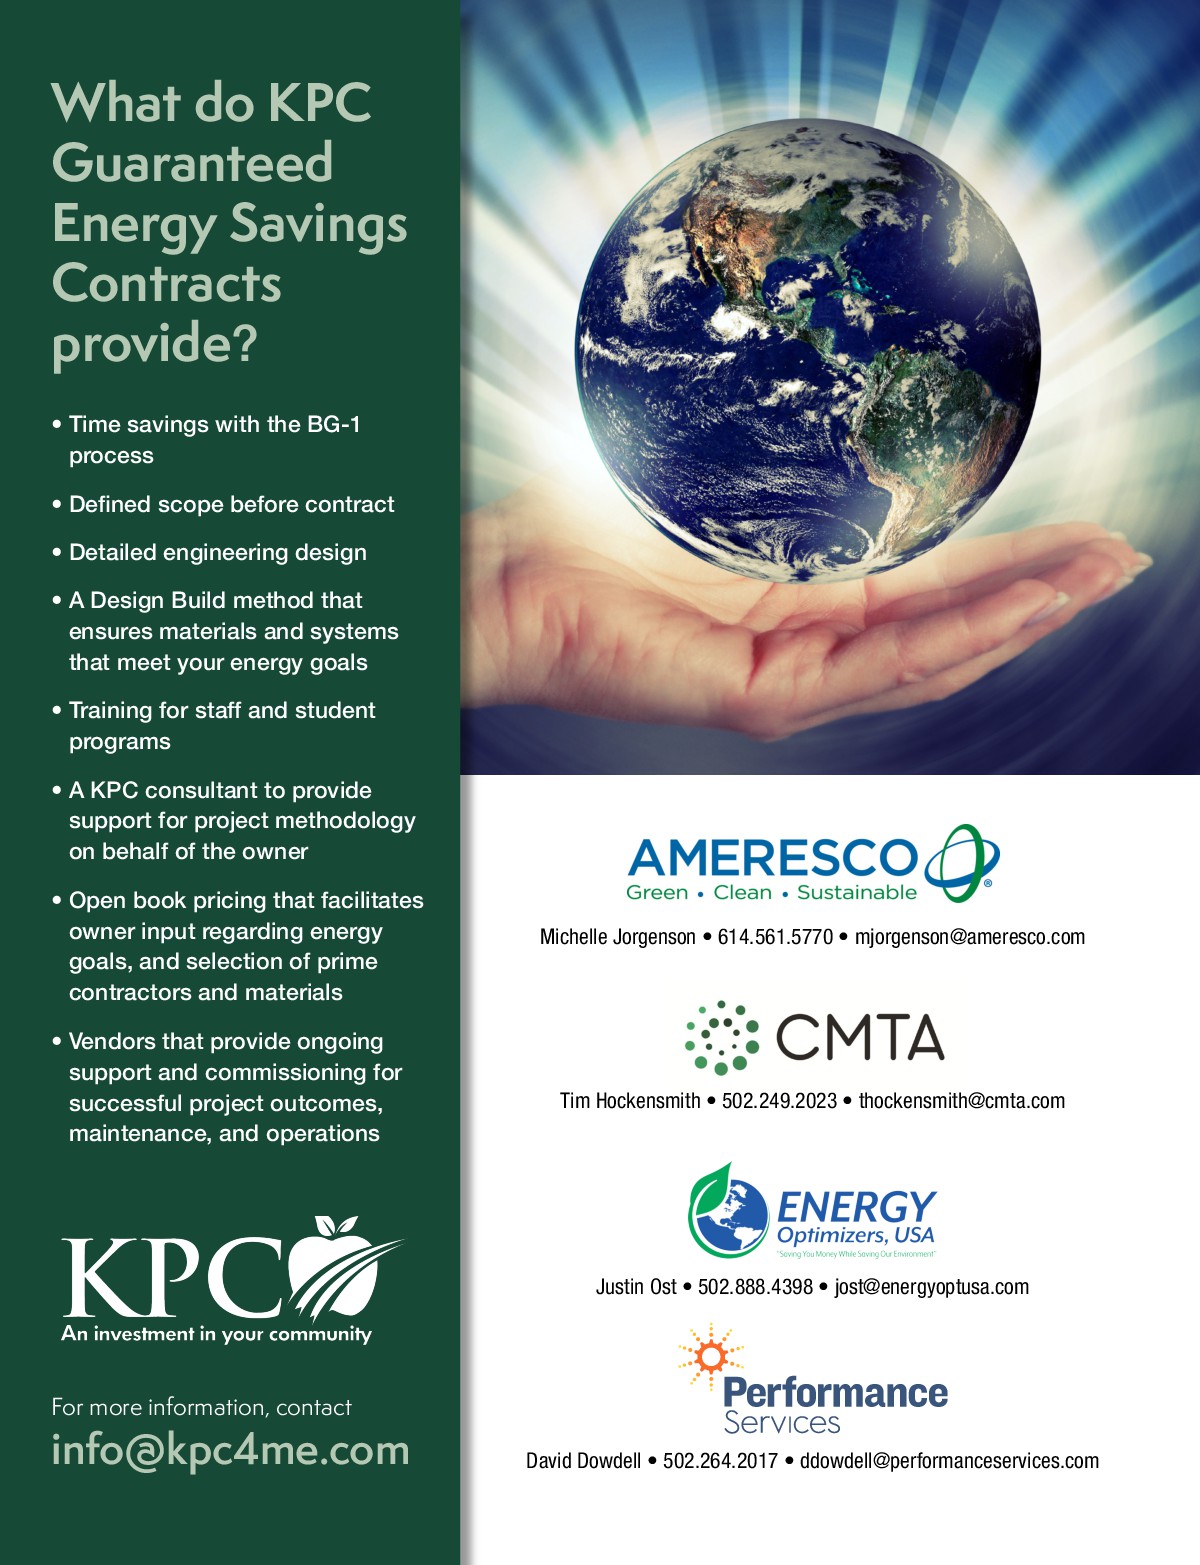 What do KPC
Guaranteed
Energy Savings
Contracts
provide?
• Time savings with the BG-1
process
• Defined scope before contract
• Detailed engineering design
• A Design Build method that
ensures materials and systems
that meet your energy goals
• Training for staff and student
programs
• A KPC consultant to provide
support for project methodology
on behalf of the owner
• Open book pricing that facilitates
owner input regarding energy
goals, and selection of prime
contractors and materials
• Vendors that provide ongoing
support and commissioning for
successful project outcomes,
maintenance, and operations
KPC
An investment in your community
For more information, contact
info@kpc4me.com
AMERESCO
Green • Clean • Sustainable ®
Michelle Jorgenson • 614.561.5770 • mjorgenson@ameresco.com
CMTA
Tim Hockensmith • 502.249.2023 • thockensmith@cmta.com
ENERGY
Optimizers, USA
"Saving You Money While Saving Our Environment"
Justin Ost • 502.888.4398 • jost@energyoptusa.com
Performance
Services
David Dowdell • 502.264.2017 • ddowdell@performanceservices.com